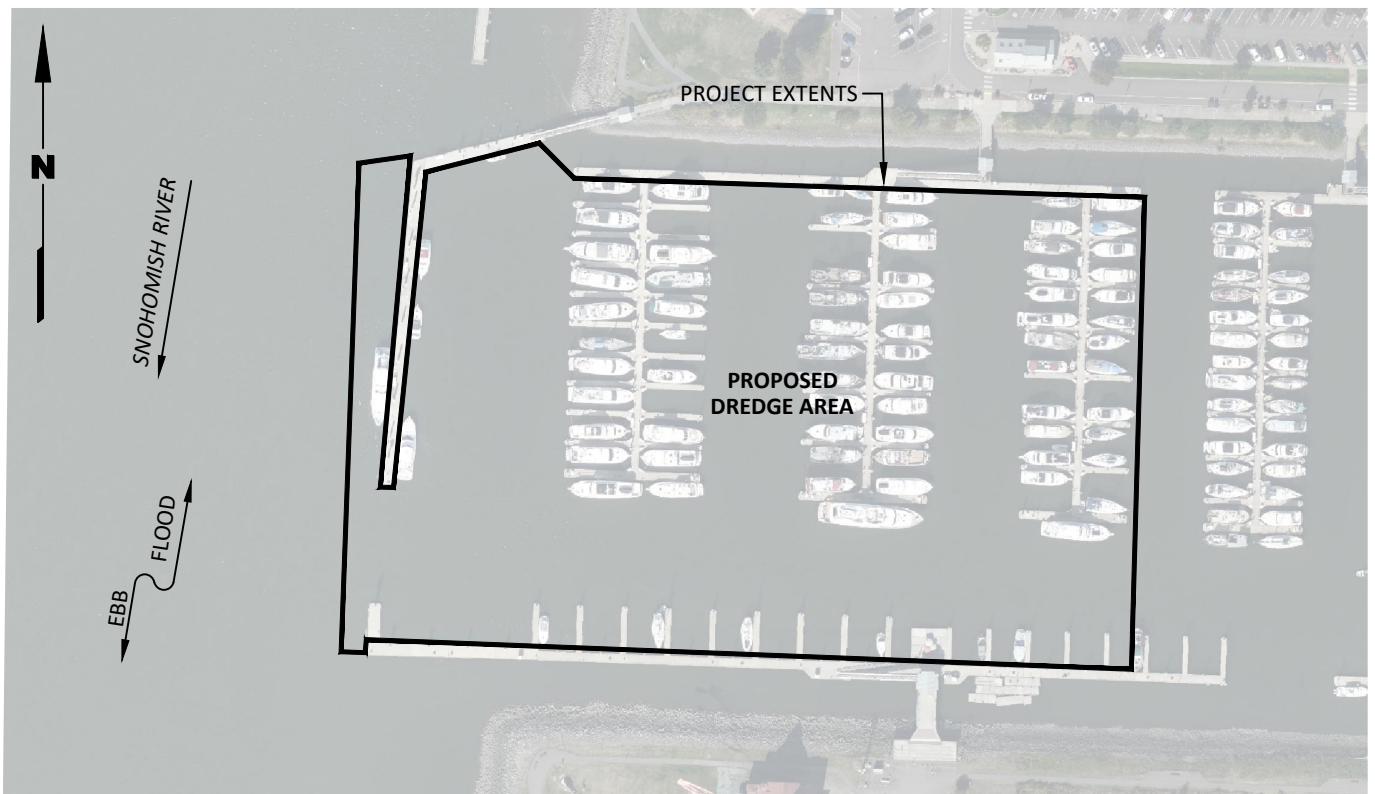 PROJECT EXTENTS
N
SNOHOMISH RIVER
PROPOSED
DREDGE AREA
FLOOD
EBB